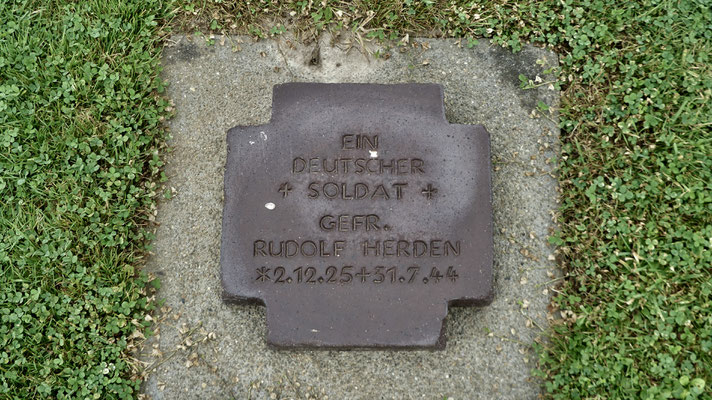 EIN
DEUTSCHER
+ SOLDAT +
GEFR.
RUDOLF HERDEN
*2.12.25+31.7.44